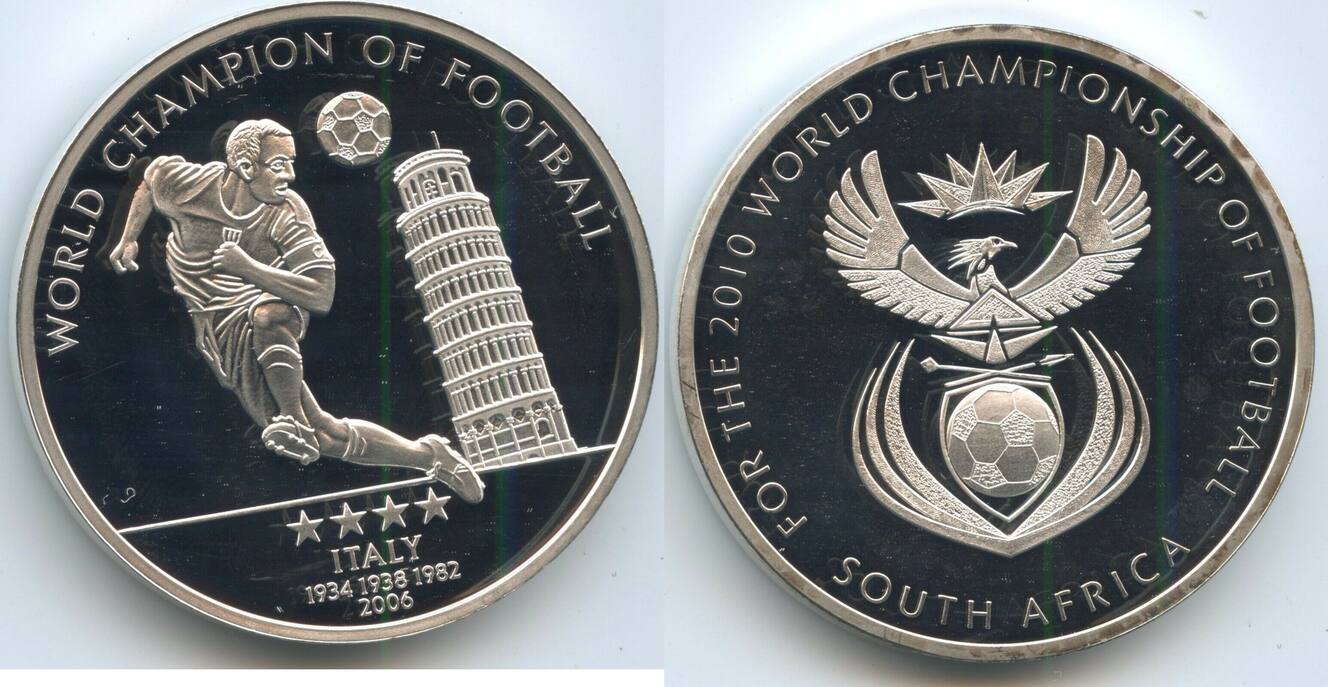 WORLD CHAMPION OF FOOTBALL
ITALY
1934 1938 1982
2006
FOR THE 2010 WORLD CHAMPIONSHIP OF FOOTBALL
SOUTH AFRICA